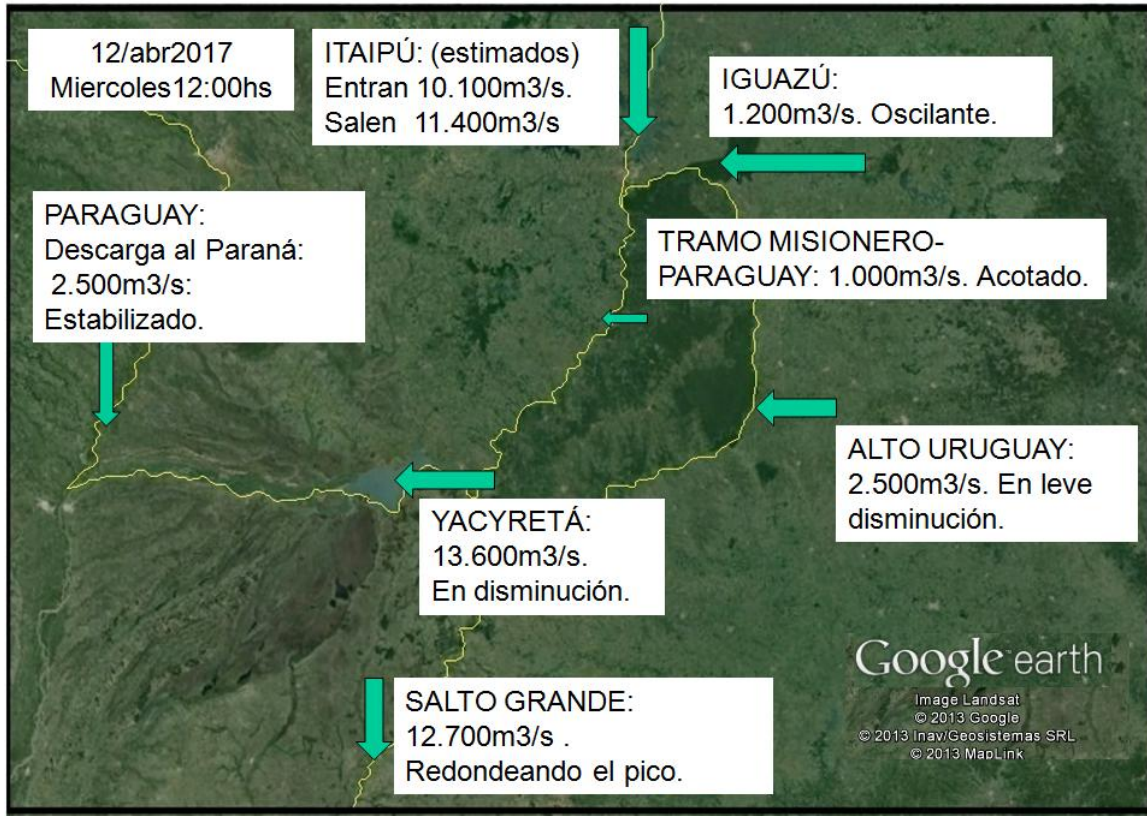 12/abr2017
Miercoles12:00hs
ITAIPÚ: (estimados)
Entran 10.100m3/s.
Salen 11.400m3/s
IGUAZÚ:
1.200m3/s. Oscilante.
PARAGUAY:
Descarga al Paraná:
2.500m3/s:
Estabilizado.
TRAMO MISIONERO-
PARAGUAY: 1.000m3/s. Acotado.
ALTO URUGUAY:
2.500m3/s. En leve
disminución.
YACYRETÁ:
13.600m3/s.
En disminución.
SALTO GRANDE:
12.700m3/s .
Redondeando el pico.
Google earth
Image Landsat
© 2013 Google
© 2013 Inav/Geosistemas SRL
© 2013 MapLink